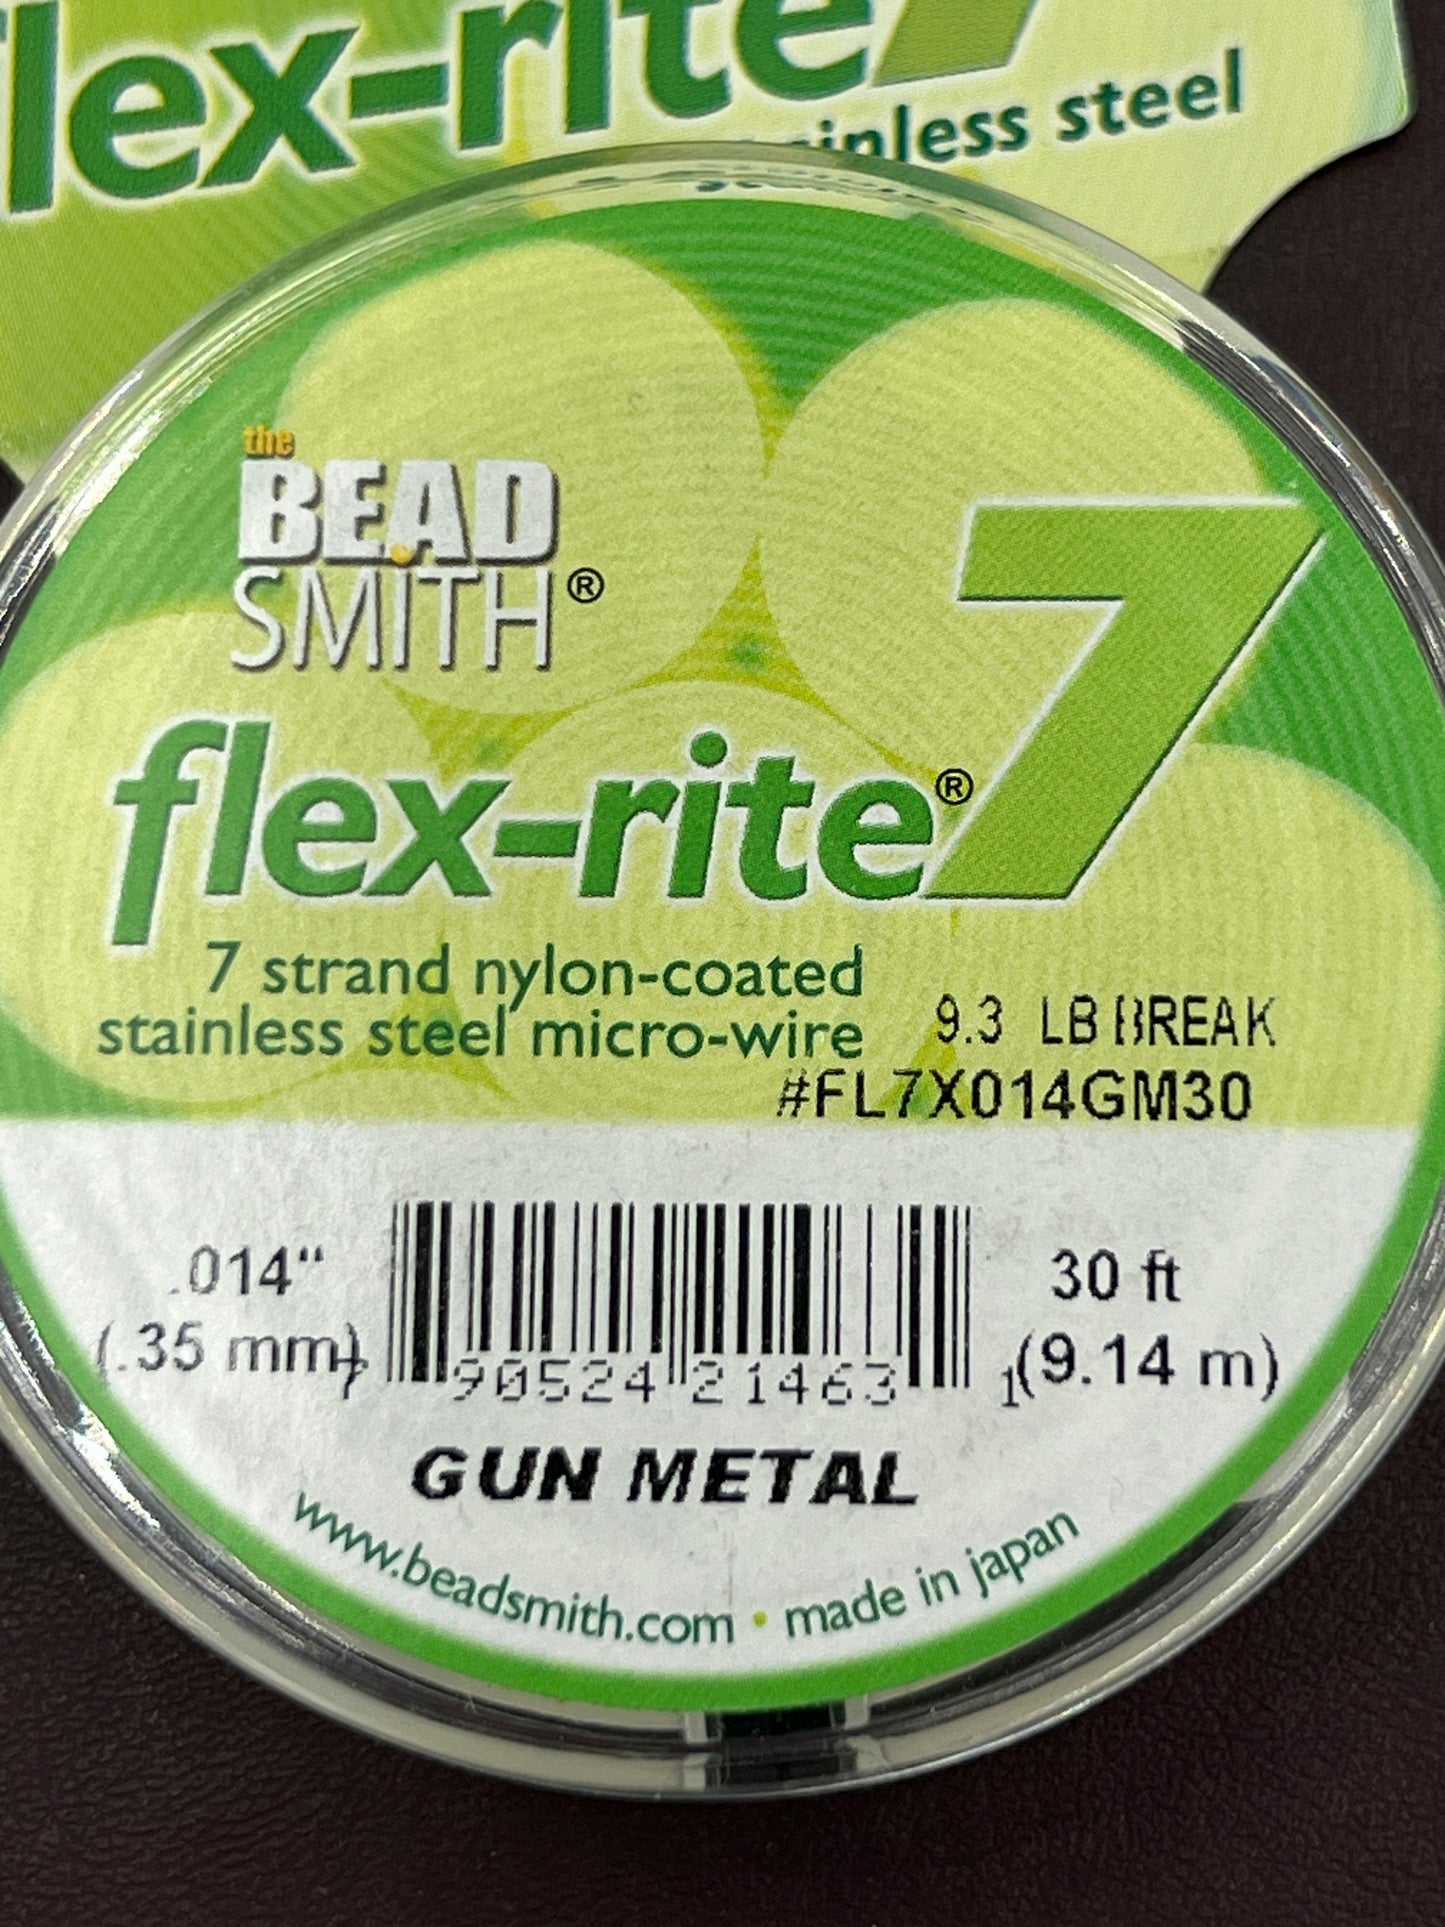 flex-rite 7
stainless steel
the
BEAD
SMITH®
flex-rite® 7
7 strand nylon-coated
stainless steel micro-wire
9.3 LB BREAK
#FL7X014GM30
.014"
(.35 mm)
7 90524 21463 1
30 ft
(9.14 m)
GUN METAL
www.beadsmith.com • made in japan